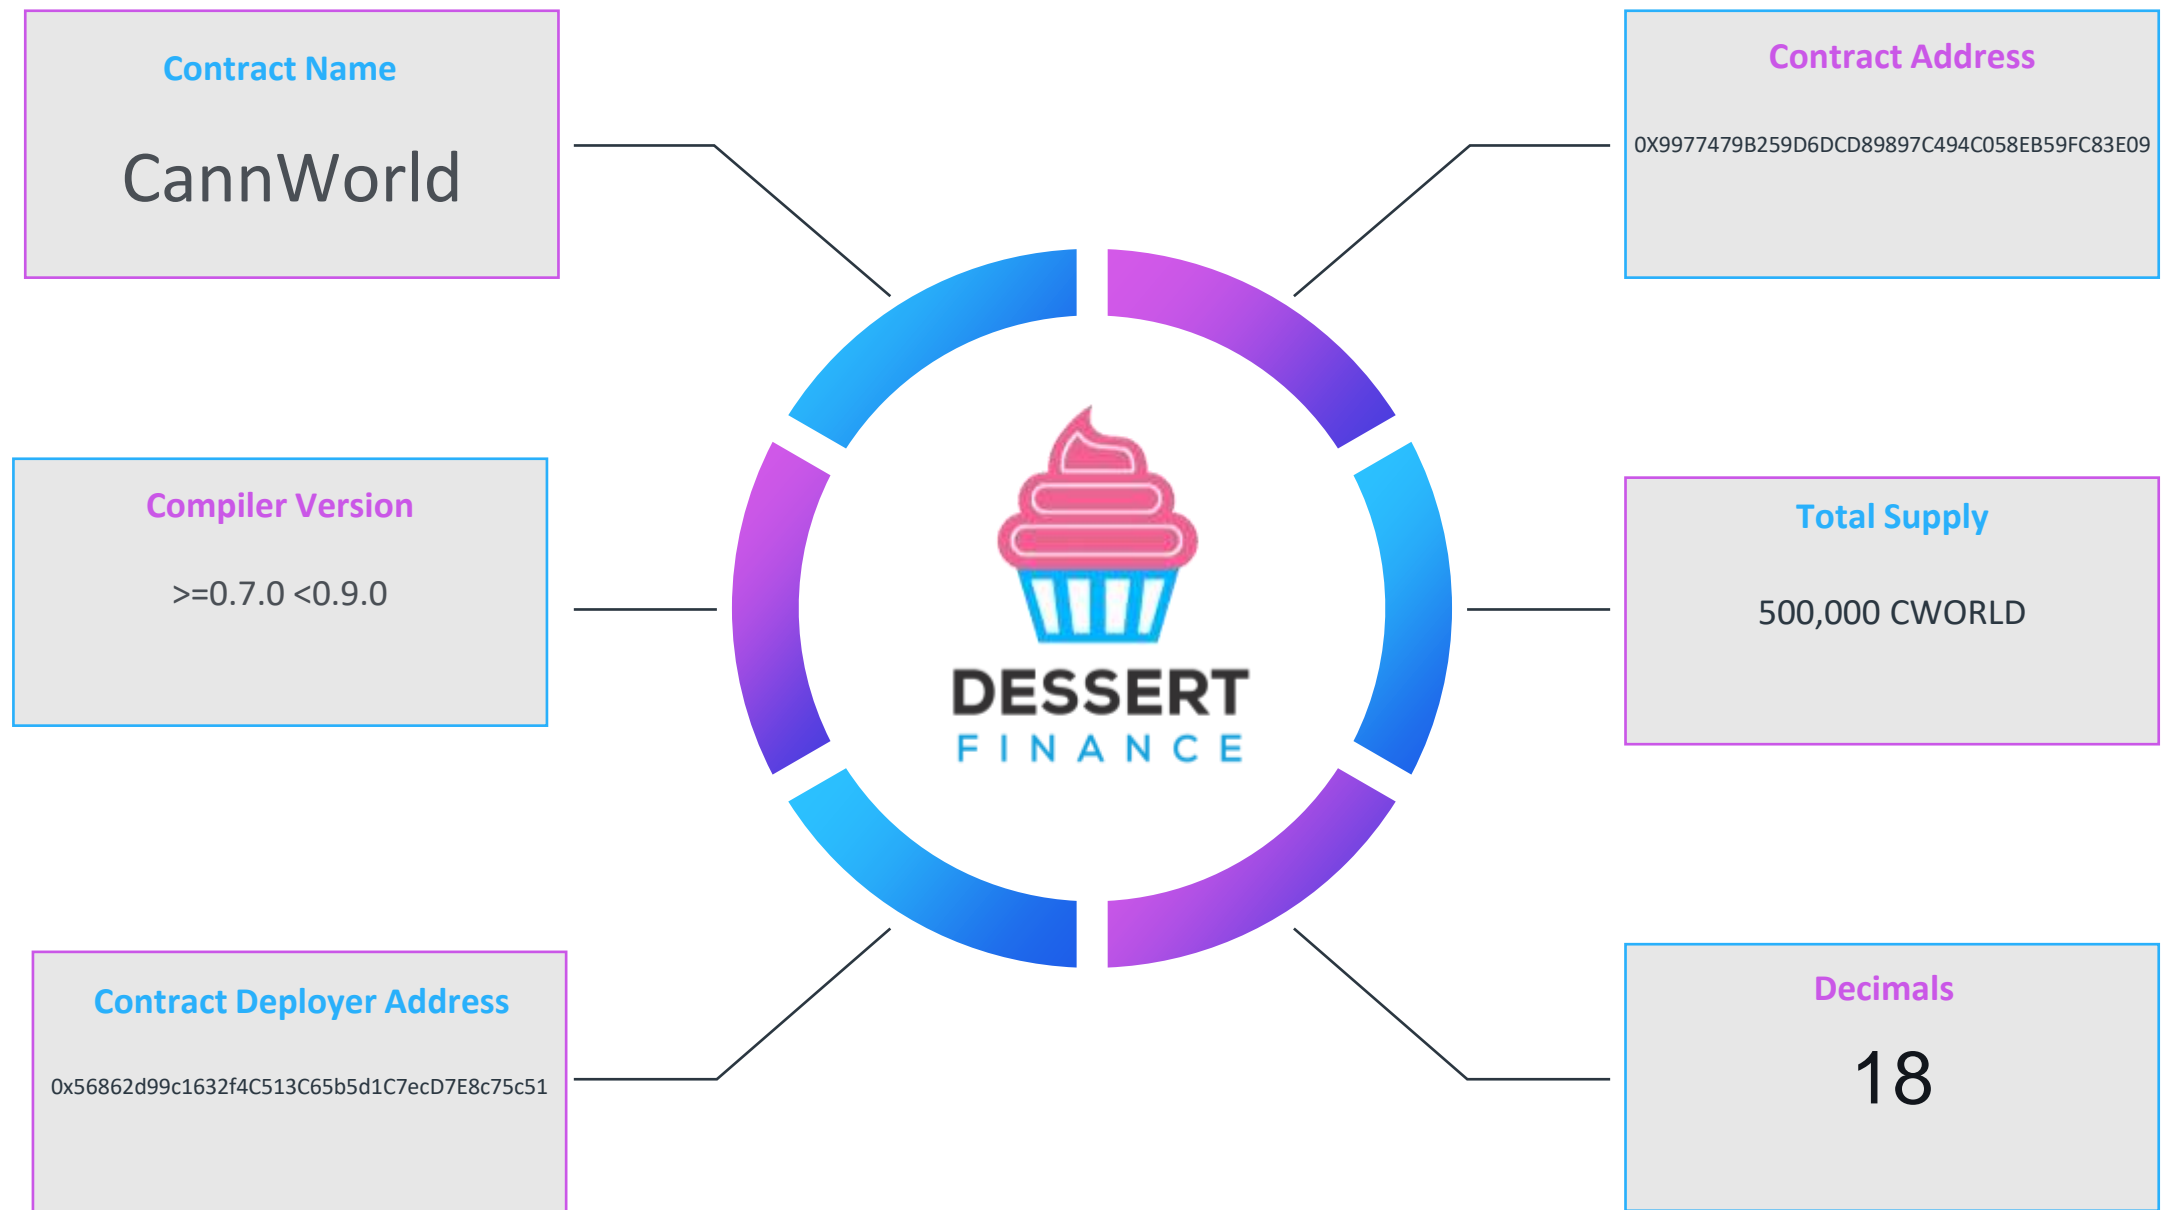 Contract Name
CannWorld
Contract Address
0X9977479B259D6DCD89897C494C058EB59FC83E09
Compiler Version
>=0.7.0 <0.9.0
Total Supply
500,000 CWORLD
DESSERT
FINANCE
Contract Deployer Address
0x56862d99c1632f4C513C65b5d1C7ecD7E8c75c51
Decimals
18